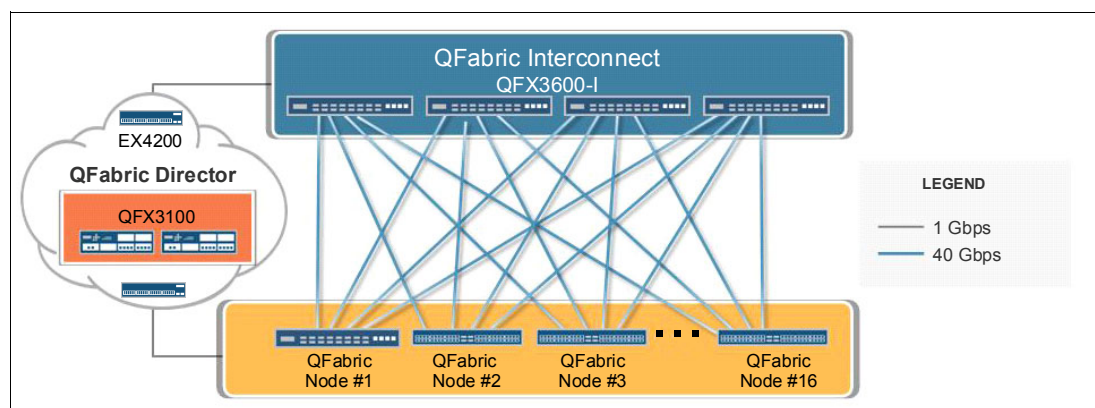 QFabric Interconnect
QFX3600-I
EX4200
QFabric Director
QFX3100
LEGEND
1 Gbps
40 Gbps
QFabric
Node #1
QFabric
Node #2
QFabric
Node #3
QFabric
Node #16